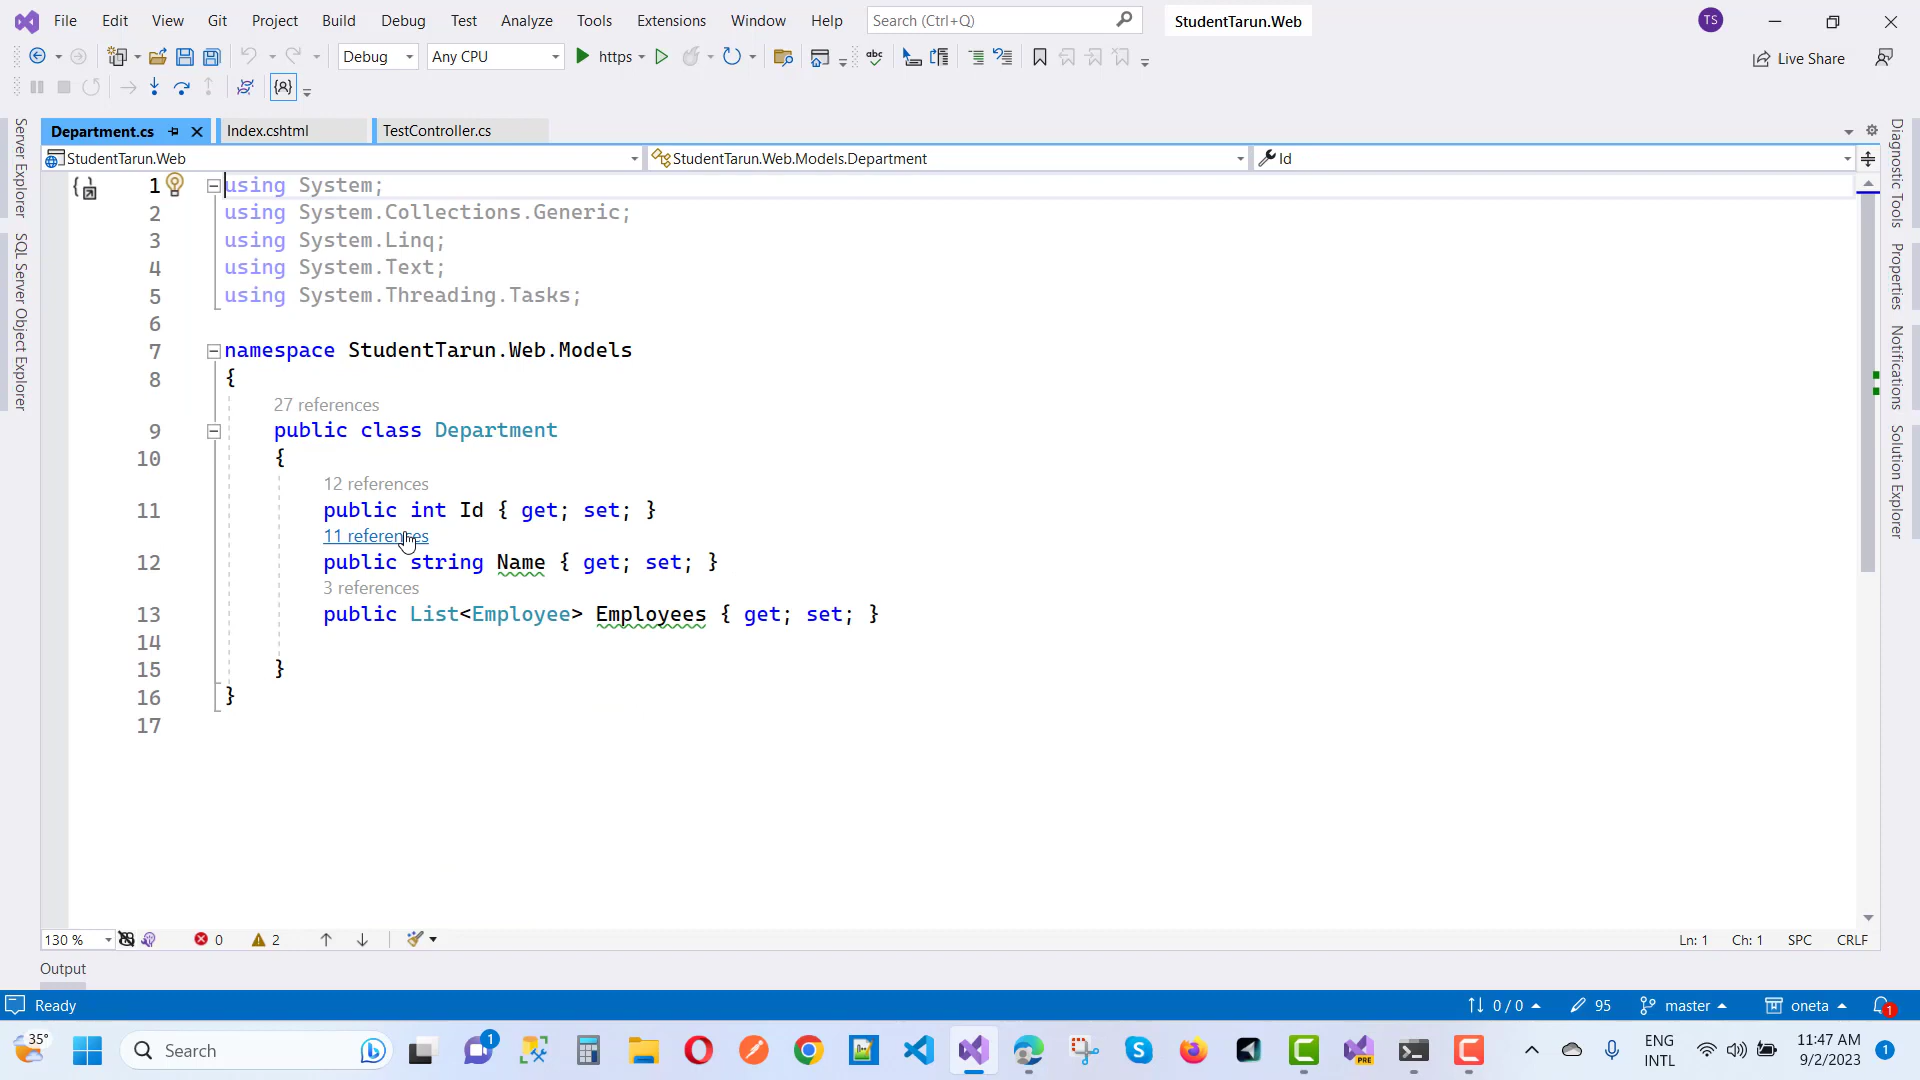 File Edit View Git Project Build Debug Test Analyze Tools Extensions Window Help Search (Ctrl+Q) StudentTarun.Web TS
Debug Any CPU https Live Share
Department.cs Index.cshtml TestController.cs
StudentTarun.Web StudentTarun.Web.Models.Department Id
Server Explorer
SQL Server Object Explorer
1 using System;
2 using System.Collections.Generic;
3 using System.Linq;
4 using System.Text;
5 using System.Threading.Tasks;
6
7 namespace StudentTarun.Web.Models
8 {
27 references
9 public class Department
10 {
12 references
11 public int Id { get; set; }
11 references
12 public string Name { get; set; }
3 references
13 public List<Employee> Employees { get; set; }
14
15 }
16 }
17
Diagnostic Tools
Properties
Notifications
Solution Explorer
130 % 0 2 Ln: 1 Ch: 1 SPC CRLF
Output
Ready 0 / 0 95 master oneta 1
35° Search 1 PRE ENG INTL 11:47 AM 9/2/2023 1